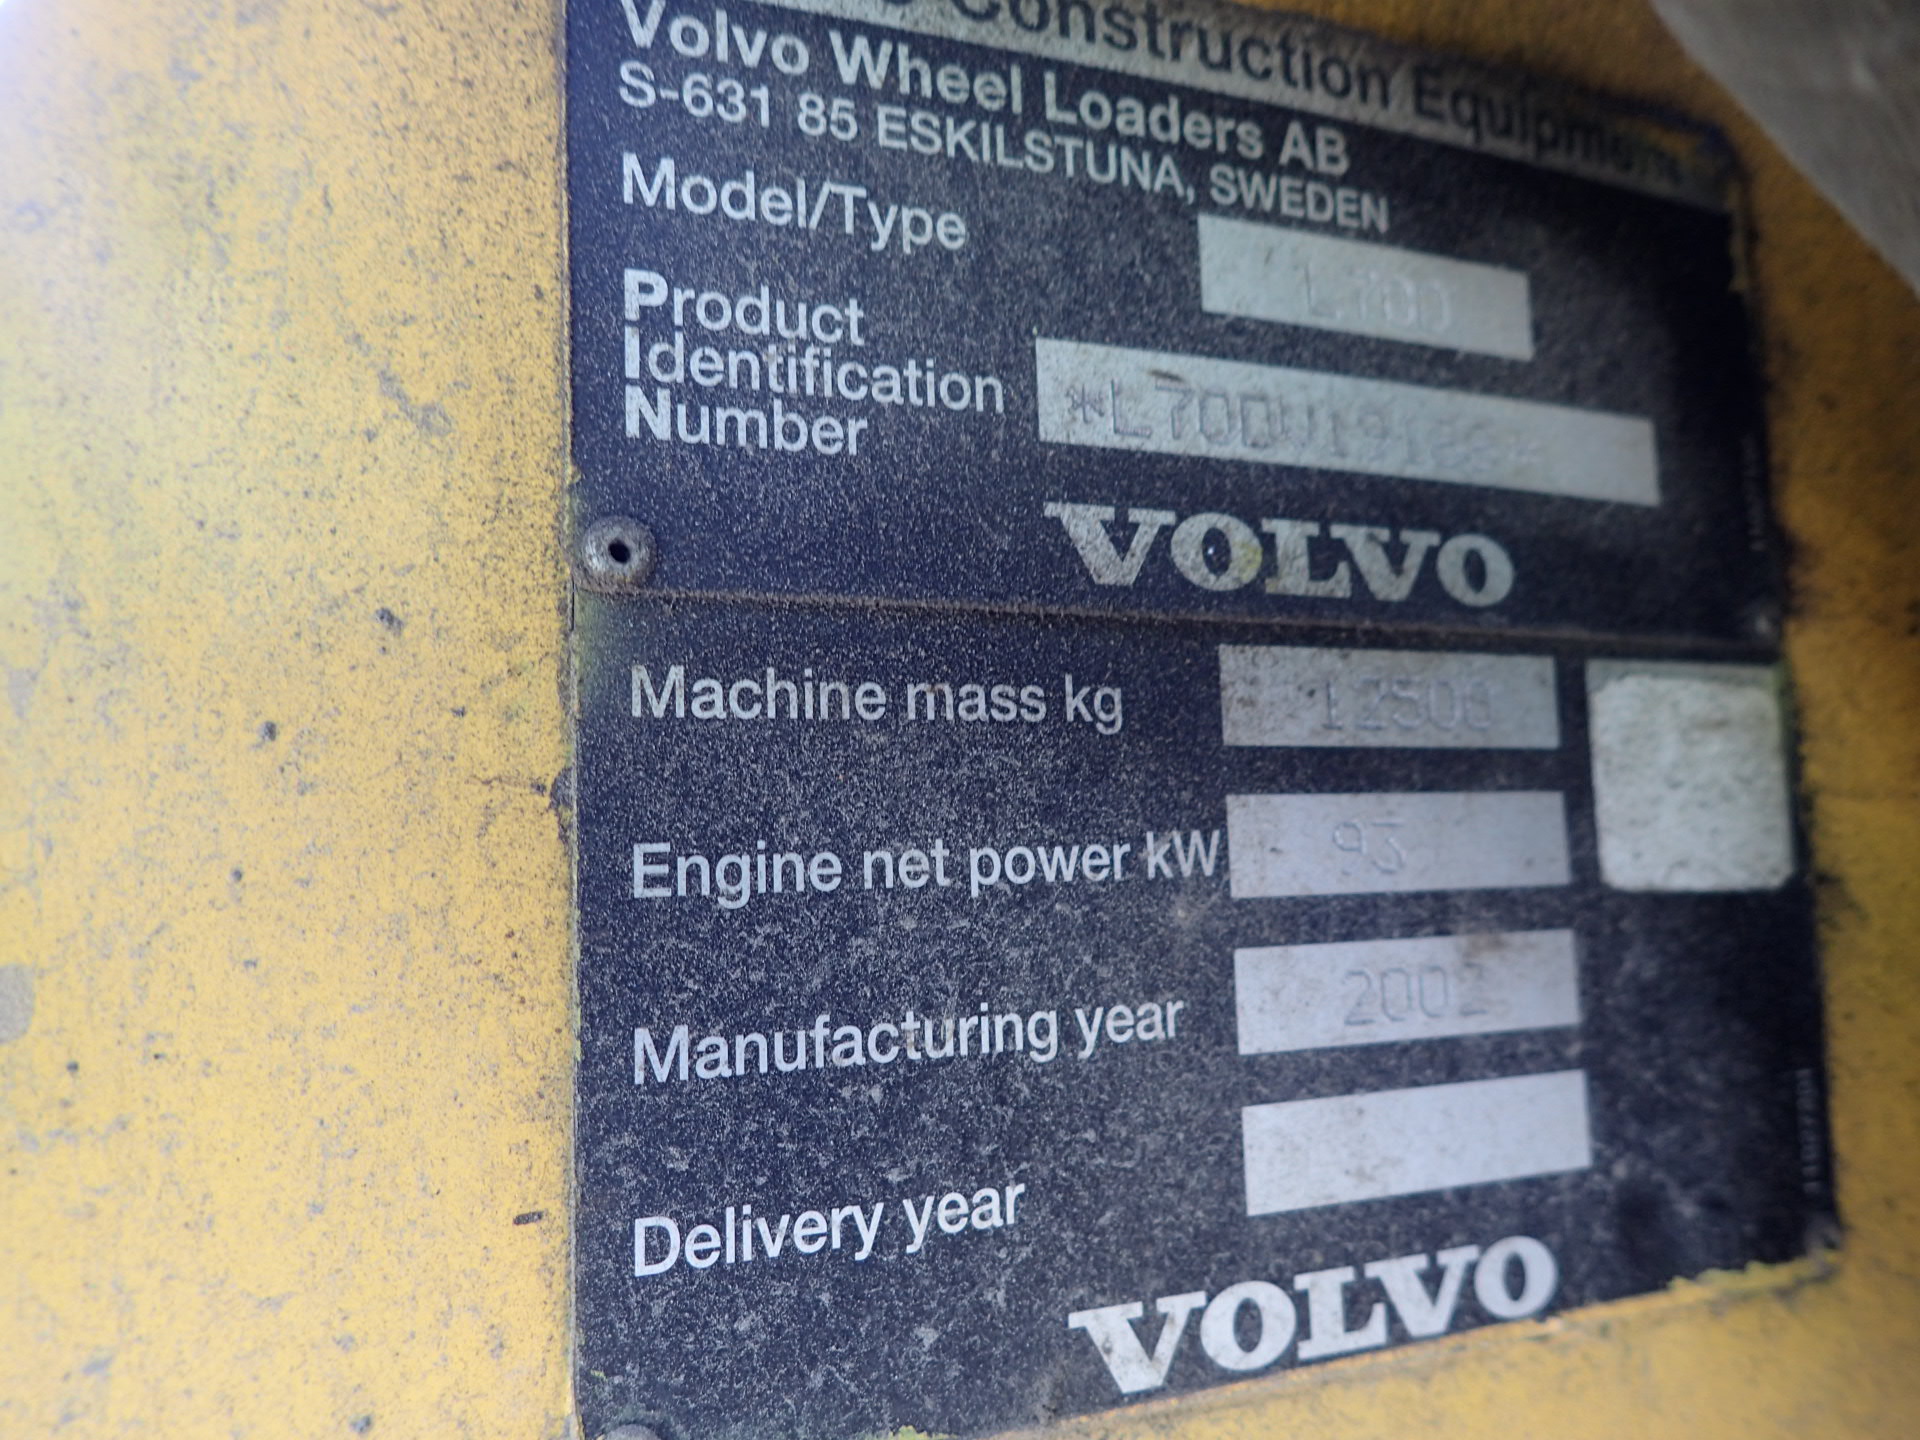 Construction Equipment
Volvo Wheel Loaders AB
S-631 85 ESKILSTUNA, SWEDEN
Model/Type L70D
Product
Identification
Number
VOLVO
Machine mass kg 12500
Engine net power kW 93
Manufacturing year 2002
Delivery year
VOLVO